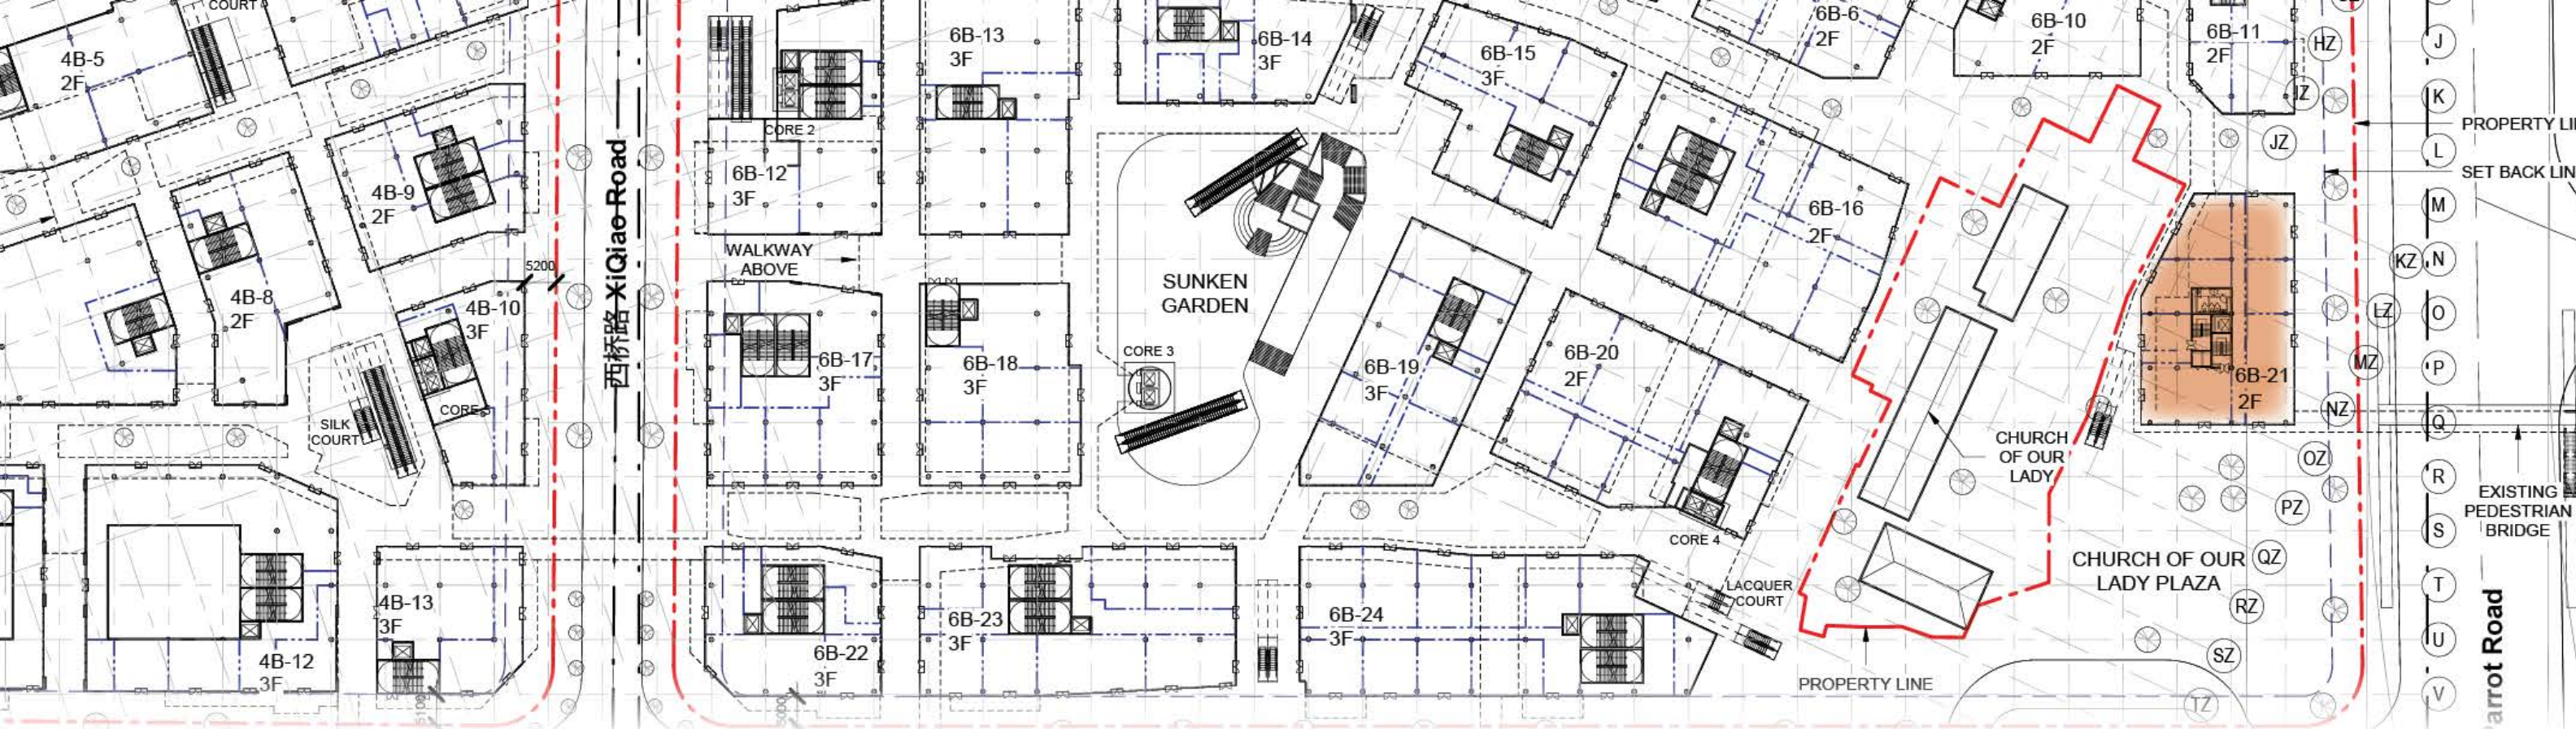 COURT
4B-5
2F
4B-9
2F
4B-8
2F
4B-10
3F
5200
SILK
COURT
4B-13
3F
4B-12
3F
西桥路 XiQiao Road
CORE 2
6B-12
3F
6B-13
3F
6B-14
3F
6B-15
3F
6B-6
2F
6B-10
2F
6B-11
2F
WALKWAY
ABOVE
SUNKEN
GARDEN
CORE 3
6B-16
2F
6B-17
3F
6B-18
3F
6B-19
3F
6B-20
2F
6B-21
2F
CORE 4
6B-22
3F
6B-23
3F
6B-24
3F
LACQUER
COURT
CHURCH
OF OUR
LADY
CHURCH OF OUR
LADY PLAZA
PROPERTY LINE
HZ
JZ
KZ
LZ
MZ
NZ
OZ
PZ
QZ
RZ
SZ
TZ
J
K
L
M
N
O
P
Q
R
S
T
U
V
PROPERTY LI
SET BACK LIN
EXISTING
PEDESTRIAN
BRIDGE
arrot Road